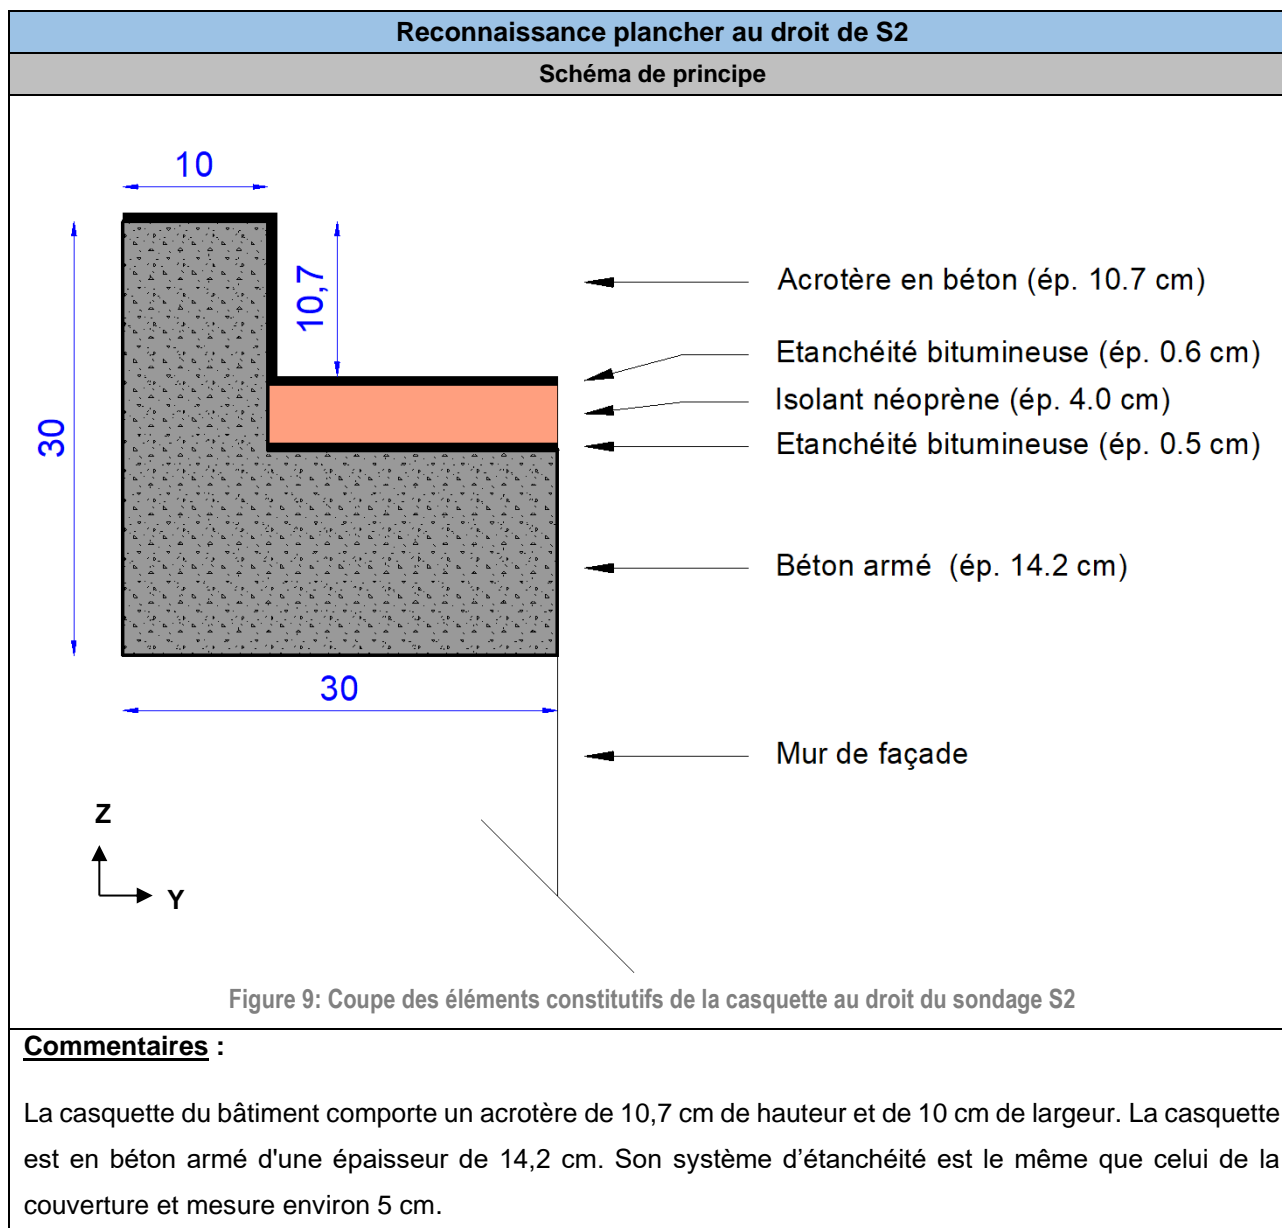 Reconnaissance plancher au droit de S2
Schéma de principe
10
10,7
30
30
Acrotère en béton (ép. 10.7 cm)
Etanchéité bitumineuse (ép. 0.6 cm)
Isolant néoprène (ép. 4.0 cm)
Etanchéité bitumineuse (ép. 0.5 cm)
Béton armé (ép. 14.2 cm)
Mur de façade
Z
Y
Figure 9: Coupe des éléments constitutifs de la casquette au droit du sondage S2
Commentaires :
La casquette du bâtiment comporte un acrotère de 10,7 cm de hauteur et de 10 cm de largeur. La casquette
est en béton armé d'une épaisseur de 14,2 cm. Son système d’étanchéité est le même que celui de la
couverture et mesure environ 5 cm.